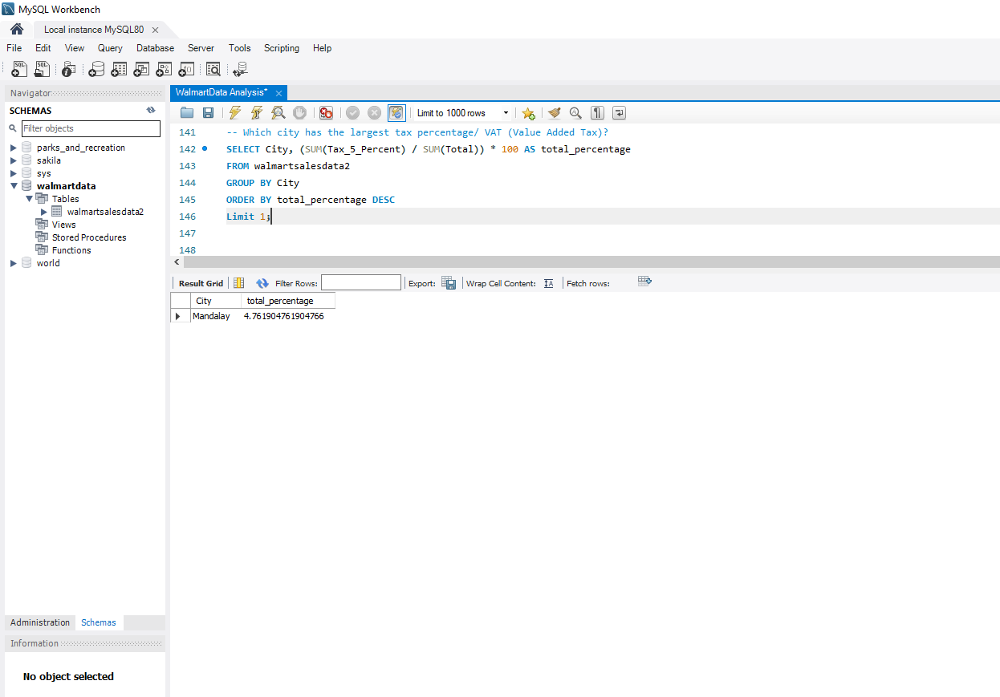 MySQL Workbench
Local instance MySQL80
File Edit View Query Database Server Tools Scripting Help
Navigator
SCHEMAS
Filter objects
parks_and_recreation
sakila
sys
walmartdata
Tables
walmartsalesdata2
Views
Stored Procedures
Functions
world
Administration Schemas
Information
No object selected
WalmartData Analysis*
Limit to 1000 rows
141 -- Which city has the largest tax percentage/ VAT (Value Added Tax)?
142 SELECT City, (SUM(Tax_5_Percent) / SUM(Total)) * 100 AS total_percentage
143 FROM walmartsalesdata2
144 GROUP BY City
145 ORDER BY total_percentage DESC
146 Limit 1;
147
148
Result Grid Filter Rows: Export: Wrap Cell Content: Fetch rows:
City total_percentage
Mandalay 4.761904761904766